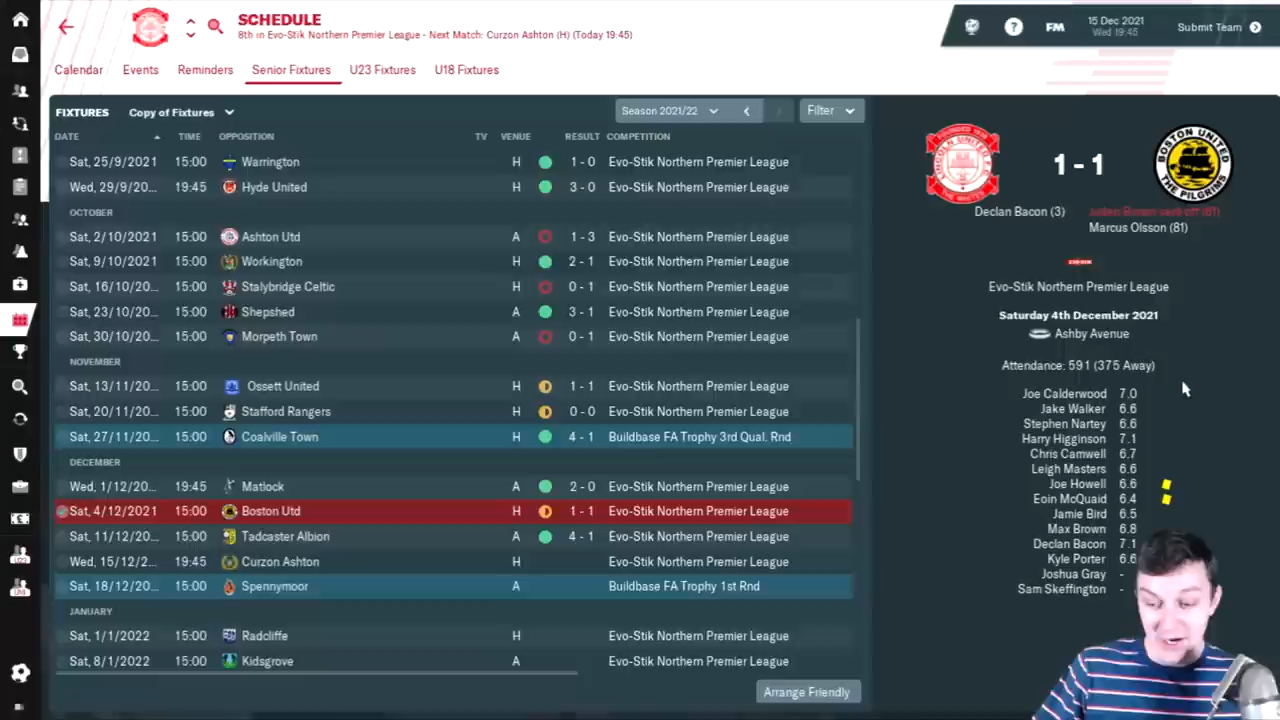 SCHEDULE
8th in Evo-Stik Northern Premier League - Next Match: Curzon Ashton (H) (Today 19:45)
FM
15 Dec 2021
Wed 19:45
Submit Team
Calendar Events Reminders Senior Fixtures U23 Fixtures U18 Fixtures
FIXTURES Copy of Fixtures Season 2021/22 Filter
DATE TIME OPPOSITION TV VENUE RESULT COMPETITION
Sat, 25/9/2021 15:00 Warrington H 1 - 0 Evo-Stik Northern Premier League
Wed, 29/9/20... 19:45 Hyde United H 3 - 0 Evo-Stik Northern Premier League
OCTOBER
Sat, 2/10/2021 15:00 Ashton Utd A 1 - 3 Evo-Stik Northern Premier League
Sat, 9/10/2021 15:00 Workington H 2 - 1 Evo-Stik Northern Premier League
Sat, 16/10/20... 15:00 Stalybridge Celtic H 0 - 1 Evo-Stik Northern Premier League
Sat, 23/10/20... 15:00 Shepshed A 3 - 1 Evo-Stik Northern Premier League
Sat, 30/10/20... 15:00 Morpeth Town A 0 - 1 Evo-Stik Northern Premier League
NOVEMBER
Sat, 13/11/20... 15:00 Ossett United H 1 - 1 Evo-Stik Northern Premier League
Sat, 20/11/20... 15:00 Stafford Rangers H 0 - 0 Evo-Stik Northern Premier League
Sat, 27/11/20... 15:00 Coalville Town H 4 - 1 Buildbase FA Trophy 3rd Qual. Rnd
DECEMBER
Wed, 1/12/20... 19:45 Matlock A 2 - 0 Evo-Stik Northern Premier League
Sat, 4/12/2021 15:00 Boston Utd H 1 - 1 Evo-Stik Northern Premier League
Sat, 11/12/20... 15:00 Tadcaster Albion A 4 - 1 Evo-Stik Northern Premier League
Wed, 15/12/2... 19:45 Curzon Ashton H Evo-Stik Northern Premier League
Sat, 18/12/20... 15:00 Spennymoor A Buildbase FA Trophy 1st Rnd
JANUARY
Sat, 1/1/2022 15:00 Radcliffe H Evo-Stik Northern Premier League
Sat, 8/1/2022 15:00 Kidsgrove A Evo-Stik Northern Premier League
Arrange Friendly
BOSTON UNITED
THE PILGRIMS
1 - 1
Declan Bacon (3)
Marcus Olsson (81)
Evo-Stik Northern Premier League
Saturday 4th December 2021
Ashby Avenue
Attendance: 591 (375 Away)
Joe Calderwood 7.0
Jake Walker 6.6
Stephen Nartey 6.6
Harry Higginson 7.1
Chris Camwell 6.7
Leigh Masters 6.6
Joe Howell 6.6
Eoin McQuaid 6.4
Jamie Bird 6.5
Max Brown 6.8
Declan Bacon 7.1
Kyle Porter 6.6
Joshua Gray -
Sam Skeffington -